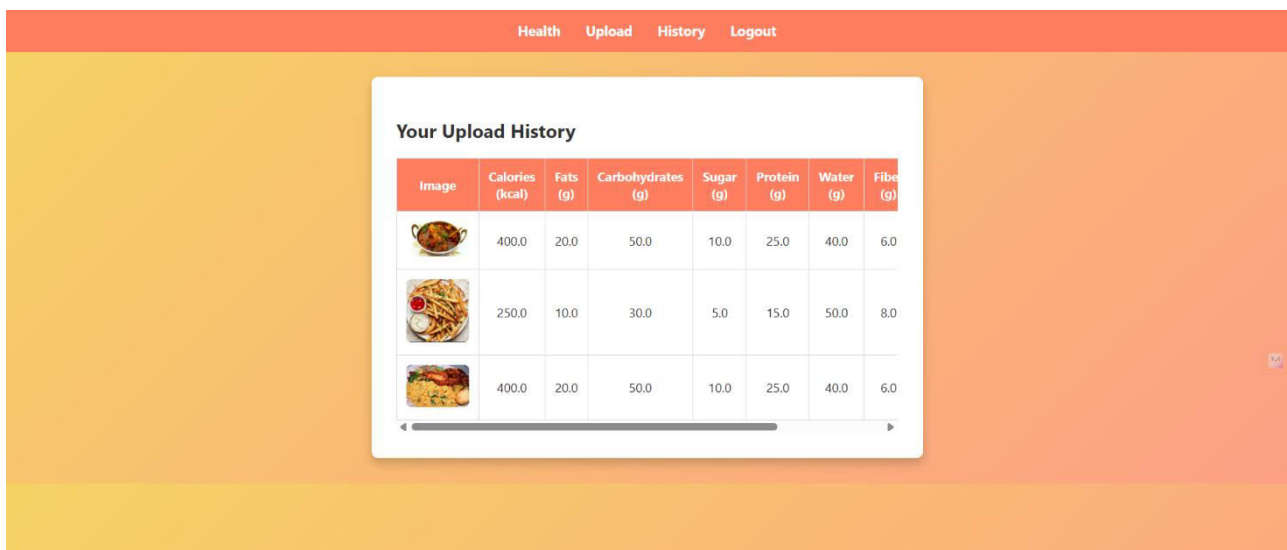 Health Upload History Logout
Your Upload History
Image Calories (kcal) Fats (g) Carbohydrates (g) Sugar (g) Protein (g) Water (g) Fibe (g)
400.0 20.0 50.0 10.0 25.0 40.0 6.0
250.0 10.0 30.0 5.0 15.0 50.0 8.0
400.0 20.0 50.0 10.0 25.0 40.0 6.0